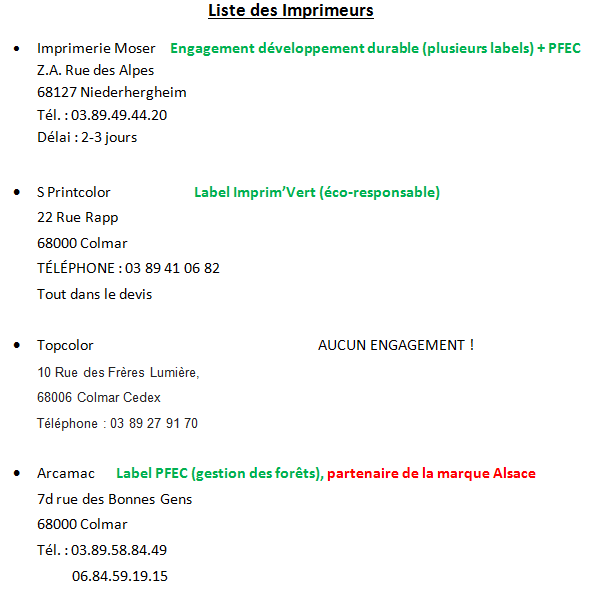 Liste des Imprimeurs
• Imprimerie Moser Engagement développement durable (plusieurs labels) + PFEC
Z.A. Rue des Alpes
68127 Niederhergheim
Tél. : 03.89.49.44.20
Délai : 2-3 jours
• S Printcolor Label Imprim’Vert (éco-responsable)
22 Rue Rapp
68000 Colmar
TÉLÉPHONE : 03 89 41 06 82
Tout dans le devis
• Topcolor AUCUN ENGAGEMENT !
10 Rue des Frères Lumière,
68006 Colmar Cedex
Téléphone : 03 89 27 91 70
• Arcamac Label PFEC (gestion des forêts), partenaire de la marque Alsace
7d rue des Bonnes Gens
68000 Colmar
Tél. : 03.89.58.84.49
06.84.59.19.15